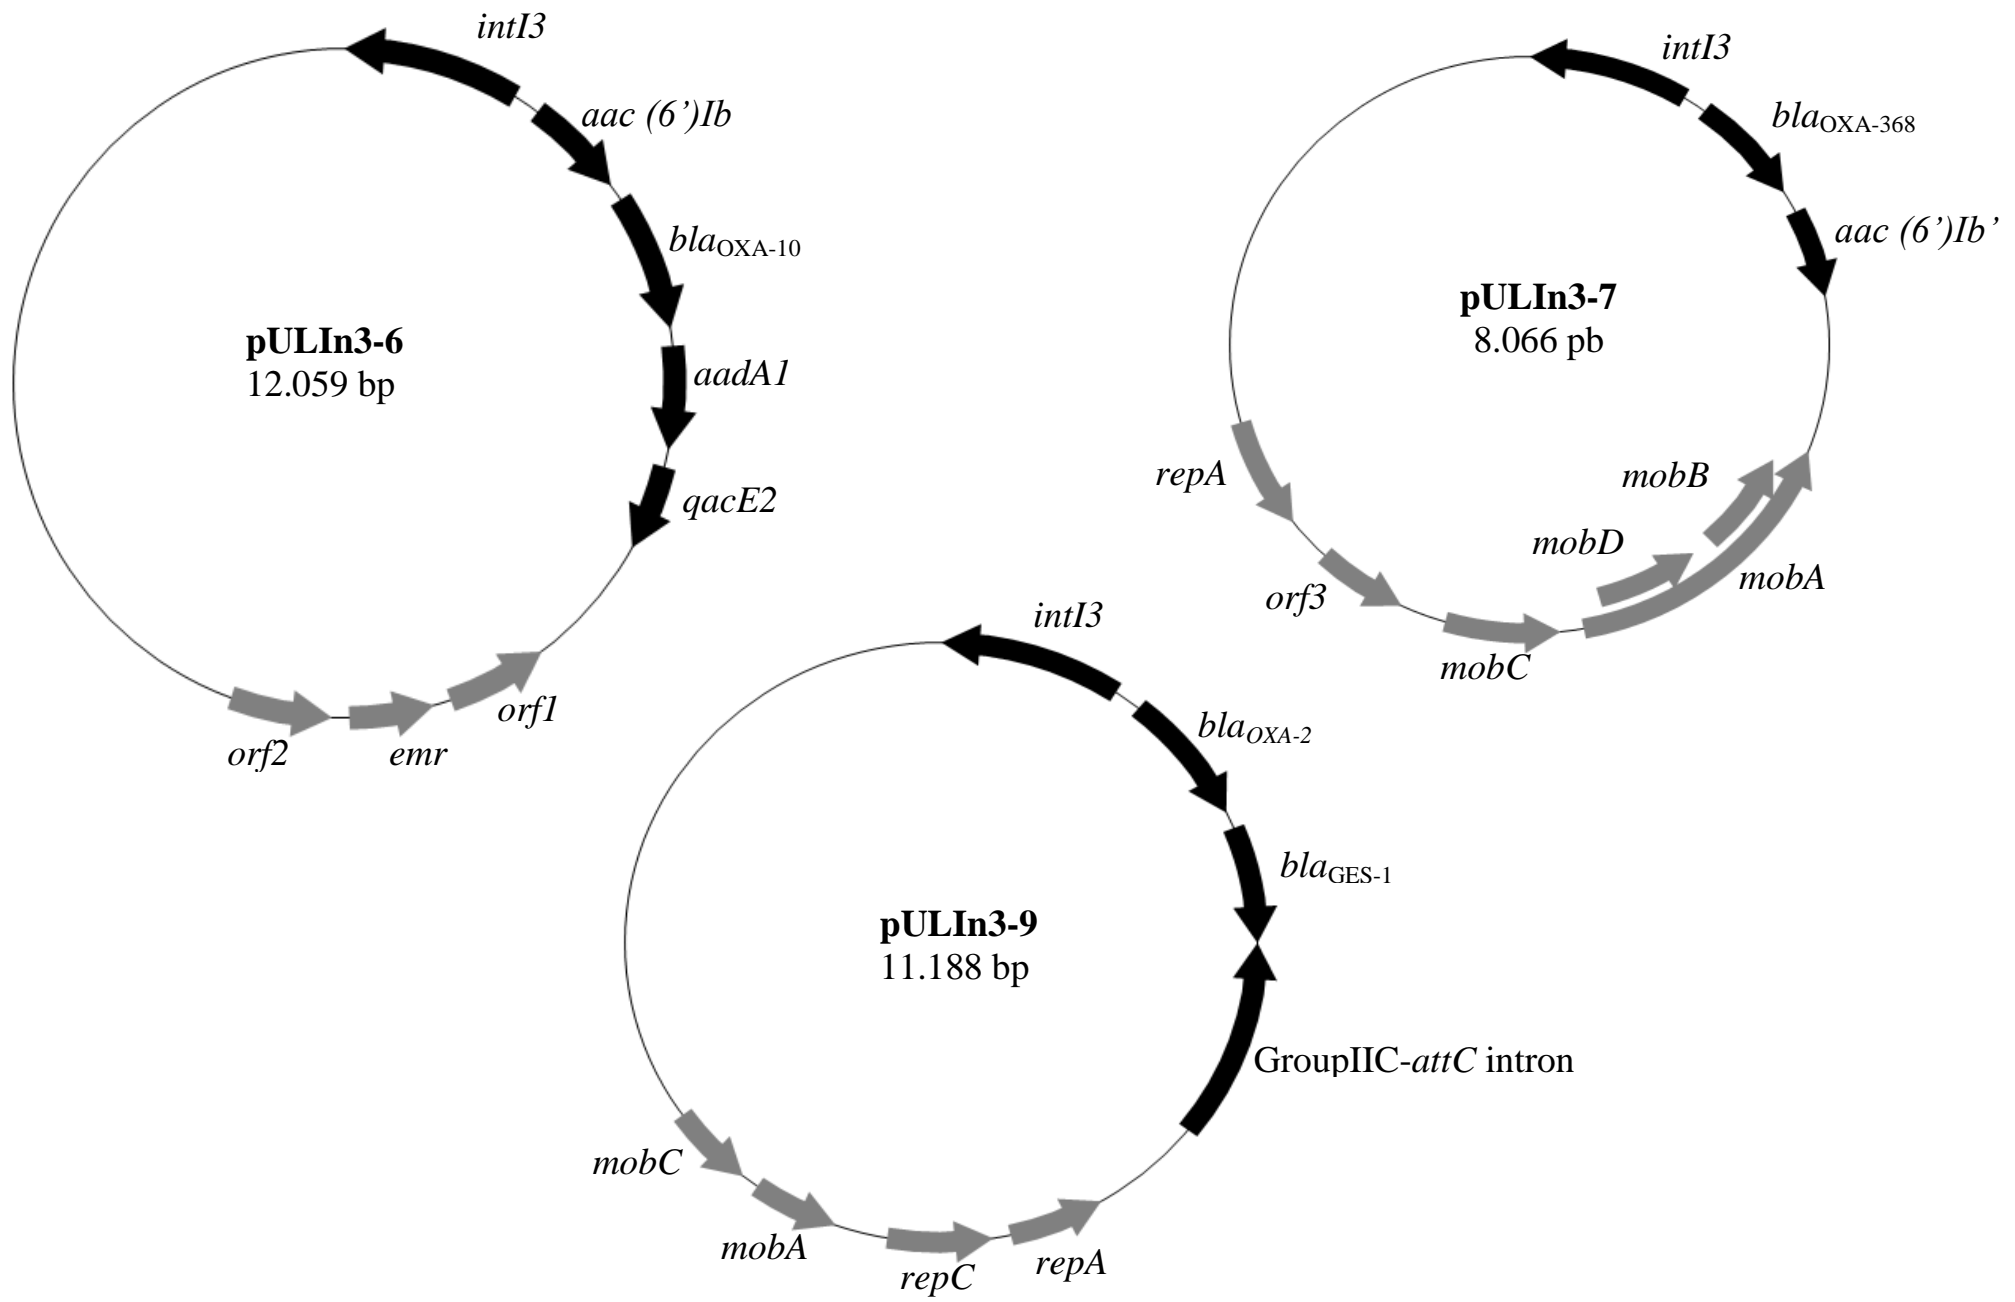 intI3
aac (6’)Ib
blaOXA-10
pULIn3-6
12.059 bp
aadA1
qacE2
orf1
emr
orf2
intI3
blaOXA-368
aac (6’)Ib’
pULIn3-7
8.066 pb
repA
mobB
mobD
mobA
orf3
mobC
intI3
blaOXA-2
blaGES-1
pULIn3-9
11.188 bp
GroupIIC-attC intron
mobC
mobA
repC
repA